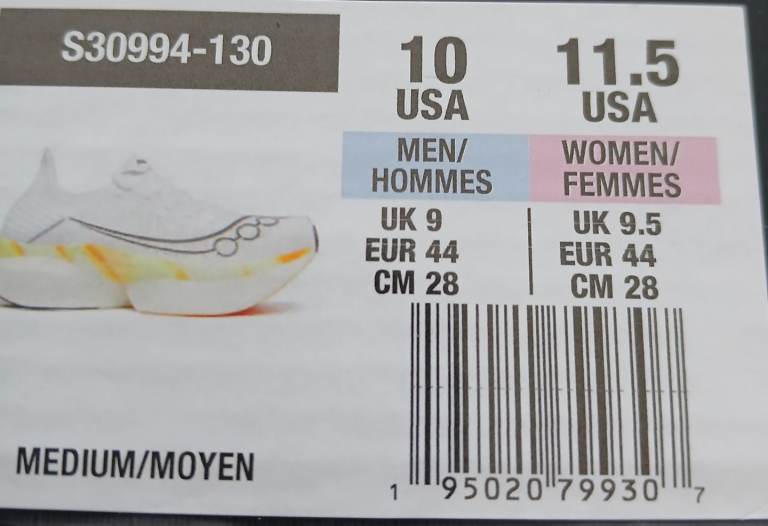 S30994-130
10
USA
11.5
USA
MEN/
HOMMES
WOMEN/
FEMMES
UK 9
EUR 44
CM 28
UK 9.5
EUR 44
CM 28
MEDIUM/MOYEN
1 95020 79930 7